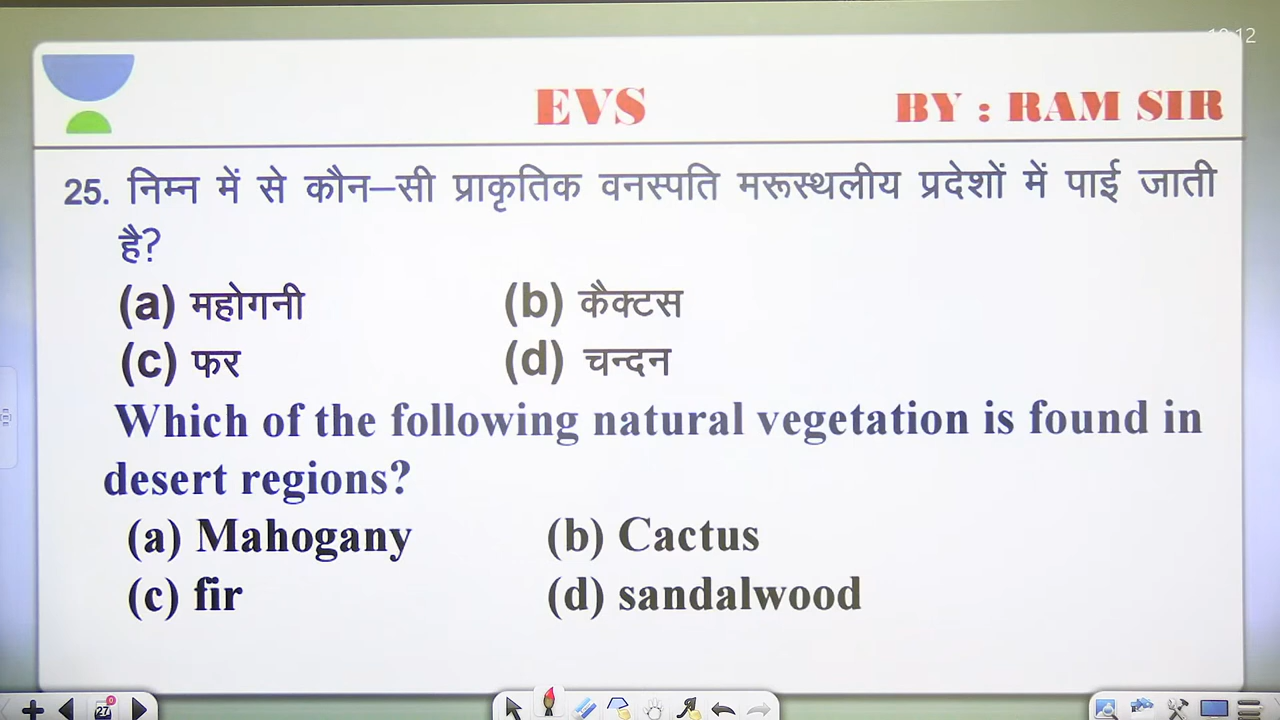 EVS
BY : RAM SIR
25. निम्न में से कौन–सी प्राकृतिक वनस्पति मरूस्थलीय प्रदेशों में पाई जाती
है?
(a) महोगनी (b) कैक्टस
(c) फर (d) चन्दन
Which of the following natural vegetation is found in
desert regions?
(a) Mahogany (b) Cactus
(c) fir (d) sandalwood
27